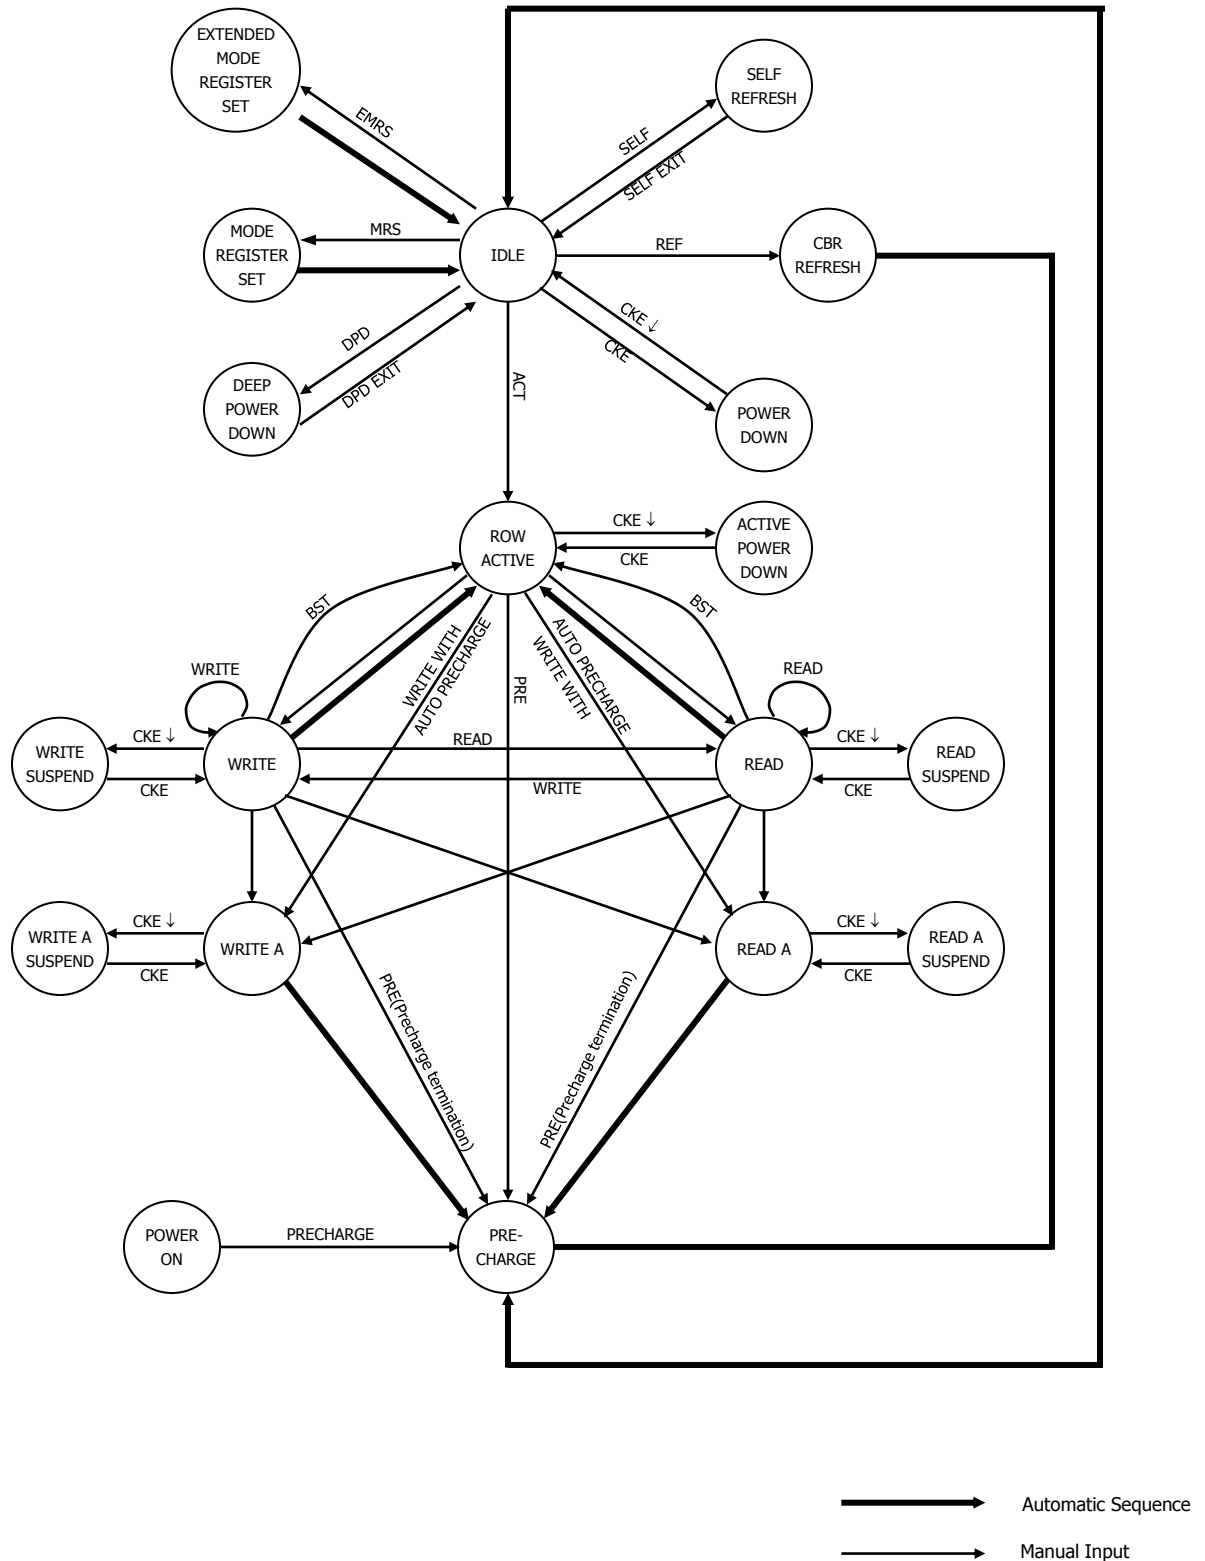 EXTENDED
MODE
REGISTER
SET
EMRS
SELF
REFRESH
SELF
SELF EXIT
MODE
REGISTER
SET
MRS
IDLE
REF
CBR
REFRESH
DPD
DPD EXIT
DEEP
POWER
DOWN
CKE ↓
CKE
POWER
DOWN
ACT
ROW
ACTIVE
CKE ↓
CKE
ACTIVE
POWER
DOWN
BST
BST
WRITE WITH
AUTO PRECHARGE
PRE
AUTO PRECHARGE
WRITE WITH
WRITE
READ
WRITE
SUSPEND
CKE ↓
CKE
WRITE
READ
WRITE
READ
CKE ↓
CKE
READ
SUSPEND
WRITE A
SUSPEND
CKE ↓
CKE
WRITE A
READ A
CKE ↓
CKE
READ A
SUSPEND
PRE(Precharge termination)
PRE(Precharge termination)
POWER
ON
PRECHARGE
PRE-
CHARGE
Automatic Sequence
Manual Input